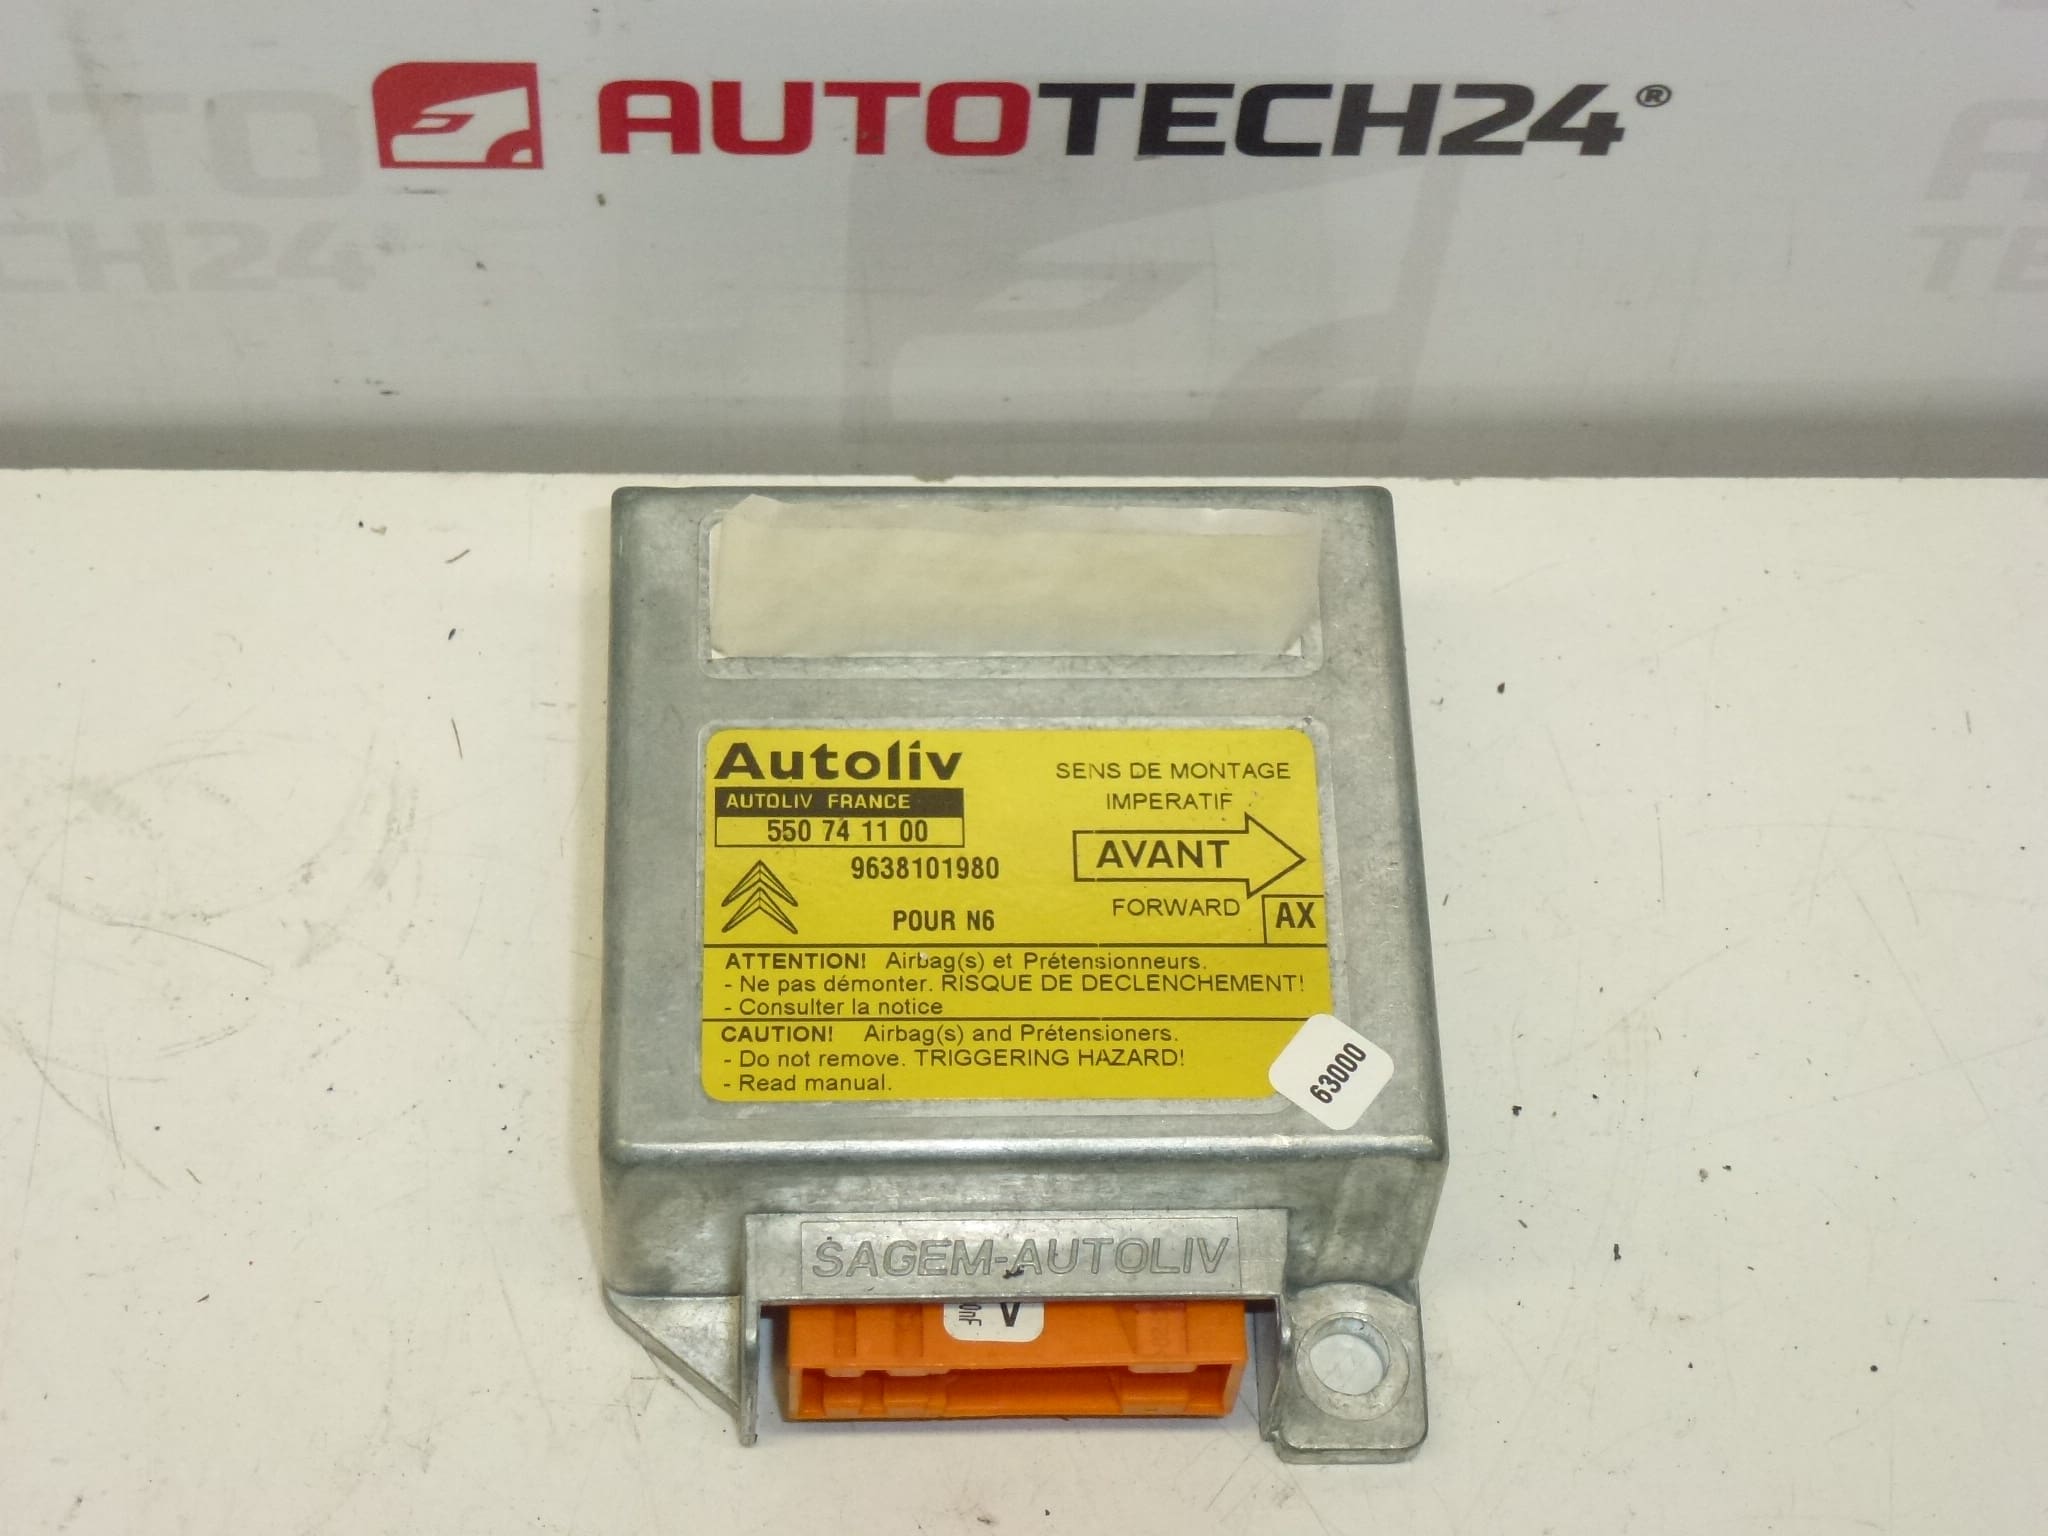 AUTOTECH24®
AUTO
CH24
Autoliv
AUTOLIV FRANCE
550 74 11 00
9638101980
POUR N6
SENS DE MONTAGE
IMPERATIF
AVANT
FORWARD
AX
ATTENTION! Airbag(s) et Prétensionneurs.
- Ne pas démonter. RISQUE DE DECLENCHEMENT!
- Consulter la notice
CAUTION! Airbag(s) and Prétensioners.
- Do not remove. TRIGGERING HAZARD!
- Read manual.
63000
SAGEM-AUTOLIV